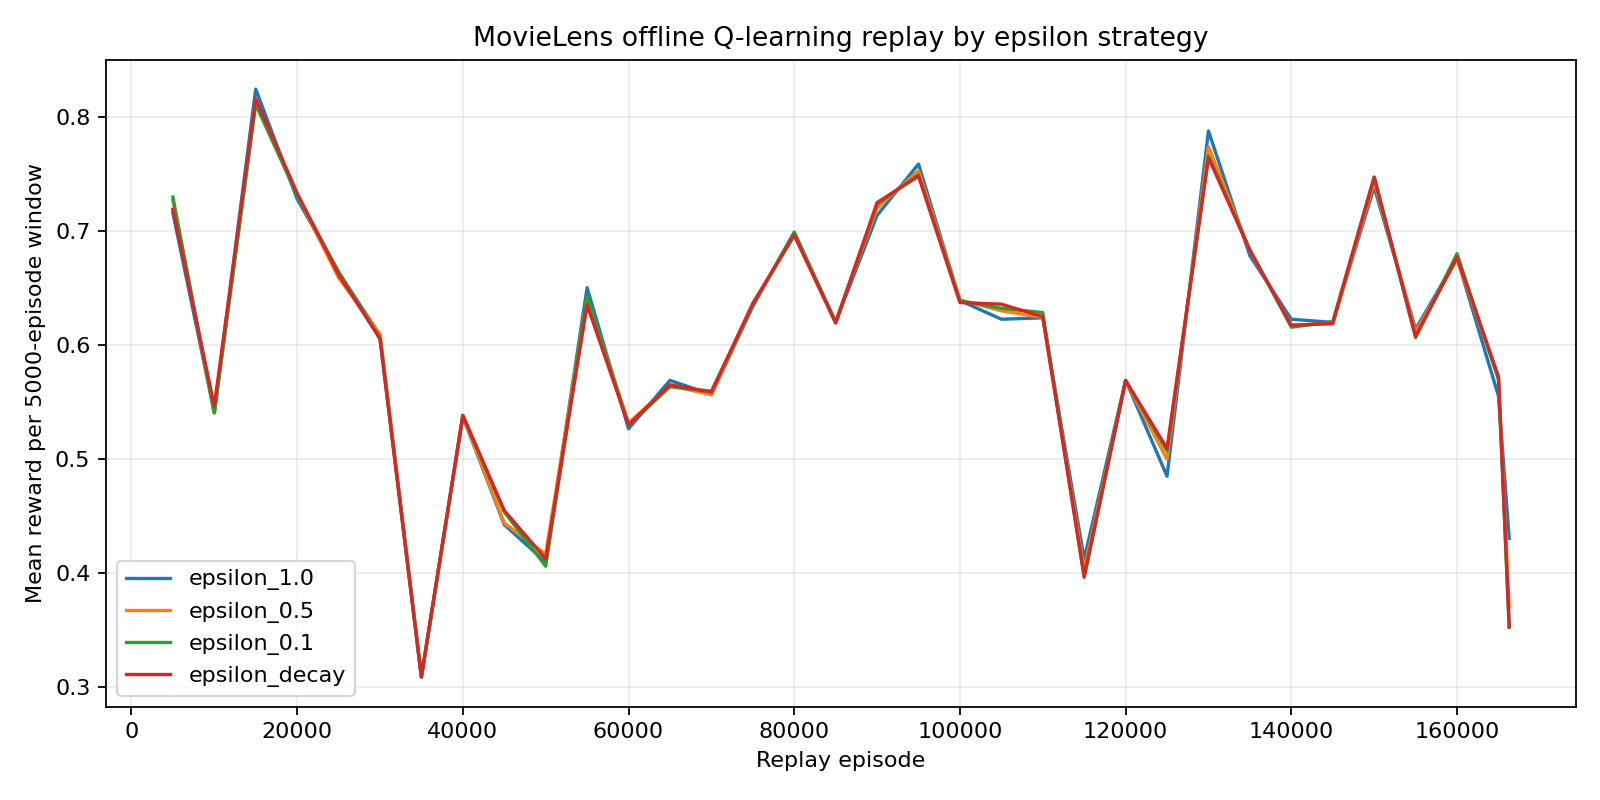 MovieLens offline Q-learning replay by epsilon strategy
Mean reward per 5000-episode window
0.8
0.7
0.6
0.5
0.4
0.3
epsilon_1.0
epsilon_0.5
epsilon_0.1
epsilon_decay
0 20000 40000 60000 80000 100000 120000 140000 160000
Replay episode